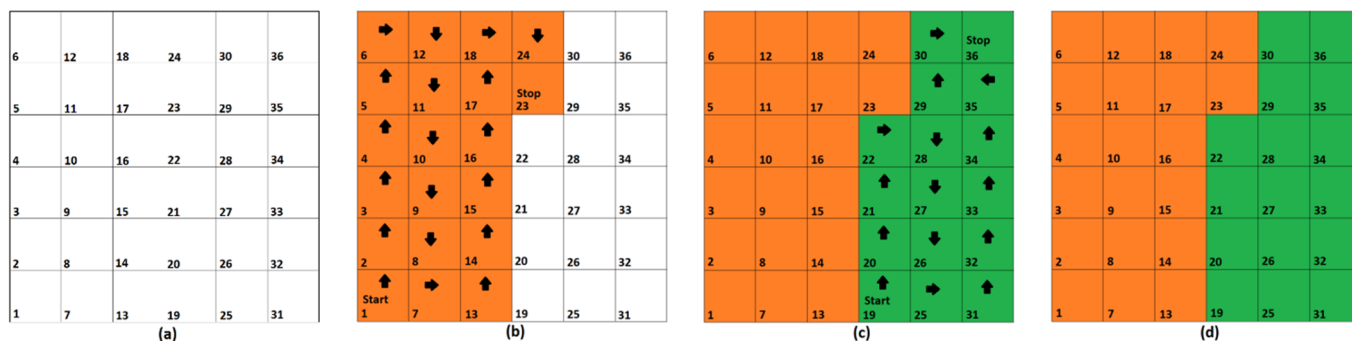 6 12 18 24 30 36
5 11 17 23 29 35
4 10 16 22 28 34
3 9 15 21 27 33
2 8 14 20 26 32
1 7 13 19 25 31
(a)
6 12 18 24 30 36
Stop
5 11 17 23 29 35
4 10 16 22 28 34
3 9 15 21 27 33
2 8 14 20 26 32
Start
1 7 13 19 25 31
(b)
Stop
6 12 18 24 30 36
5 11 17 23 29 35
4 10 16 22 28 34
3 9 15 21 27 33
2 8 14 20 26 32
Start
1 7 13 19 25 31
(c)
6 12 18 24 30 36
5 11 17 23 29 35
4 10 16 22 28 34
3 9 15 21 27 33
2 8 14 20 26 32
1 7 13 19 25 31
(d)